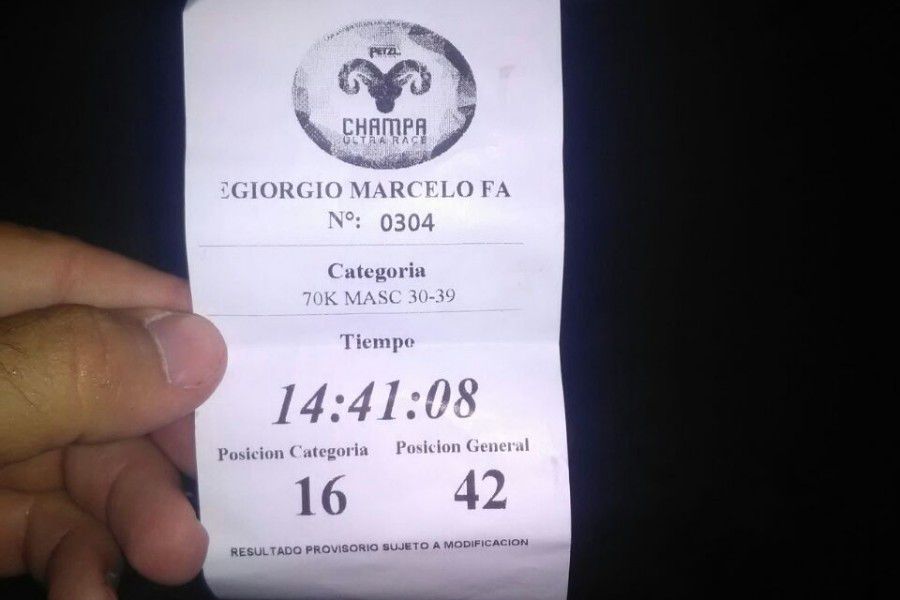 PETZL
CHAMPA
ULTRA RACE
EGIORGIO MARCELO FA
Nº: 0304
Categoria
70K MASC 30-39
Tiempo
14:41:08
Posicion Categoria Posicion General
16 42
RESULTADO PROVISORIO SUJETO A MODIFICACION